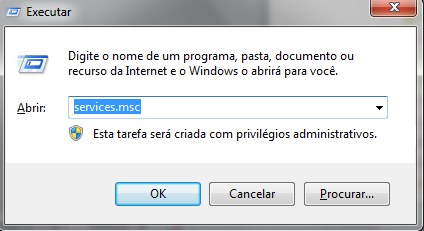 Executar
Digite o nome de um programa, pasta, documento ou
recurso da Internet e o Windows o abrirá para você.
Abrir: services.msc
Esta tarefa será criada com privilégios administrativos.
OK Cancelar Procurar...